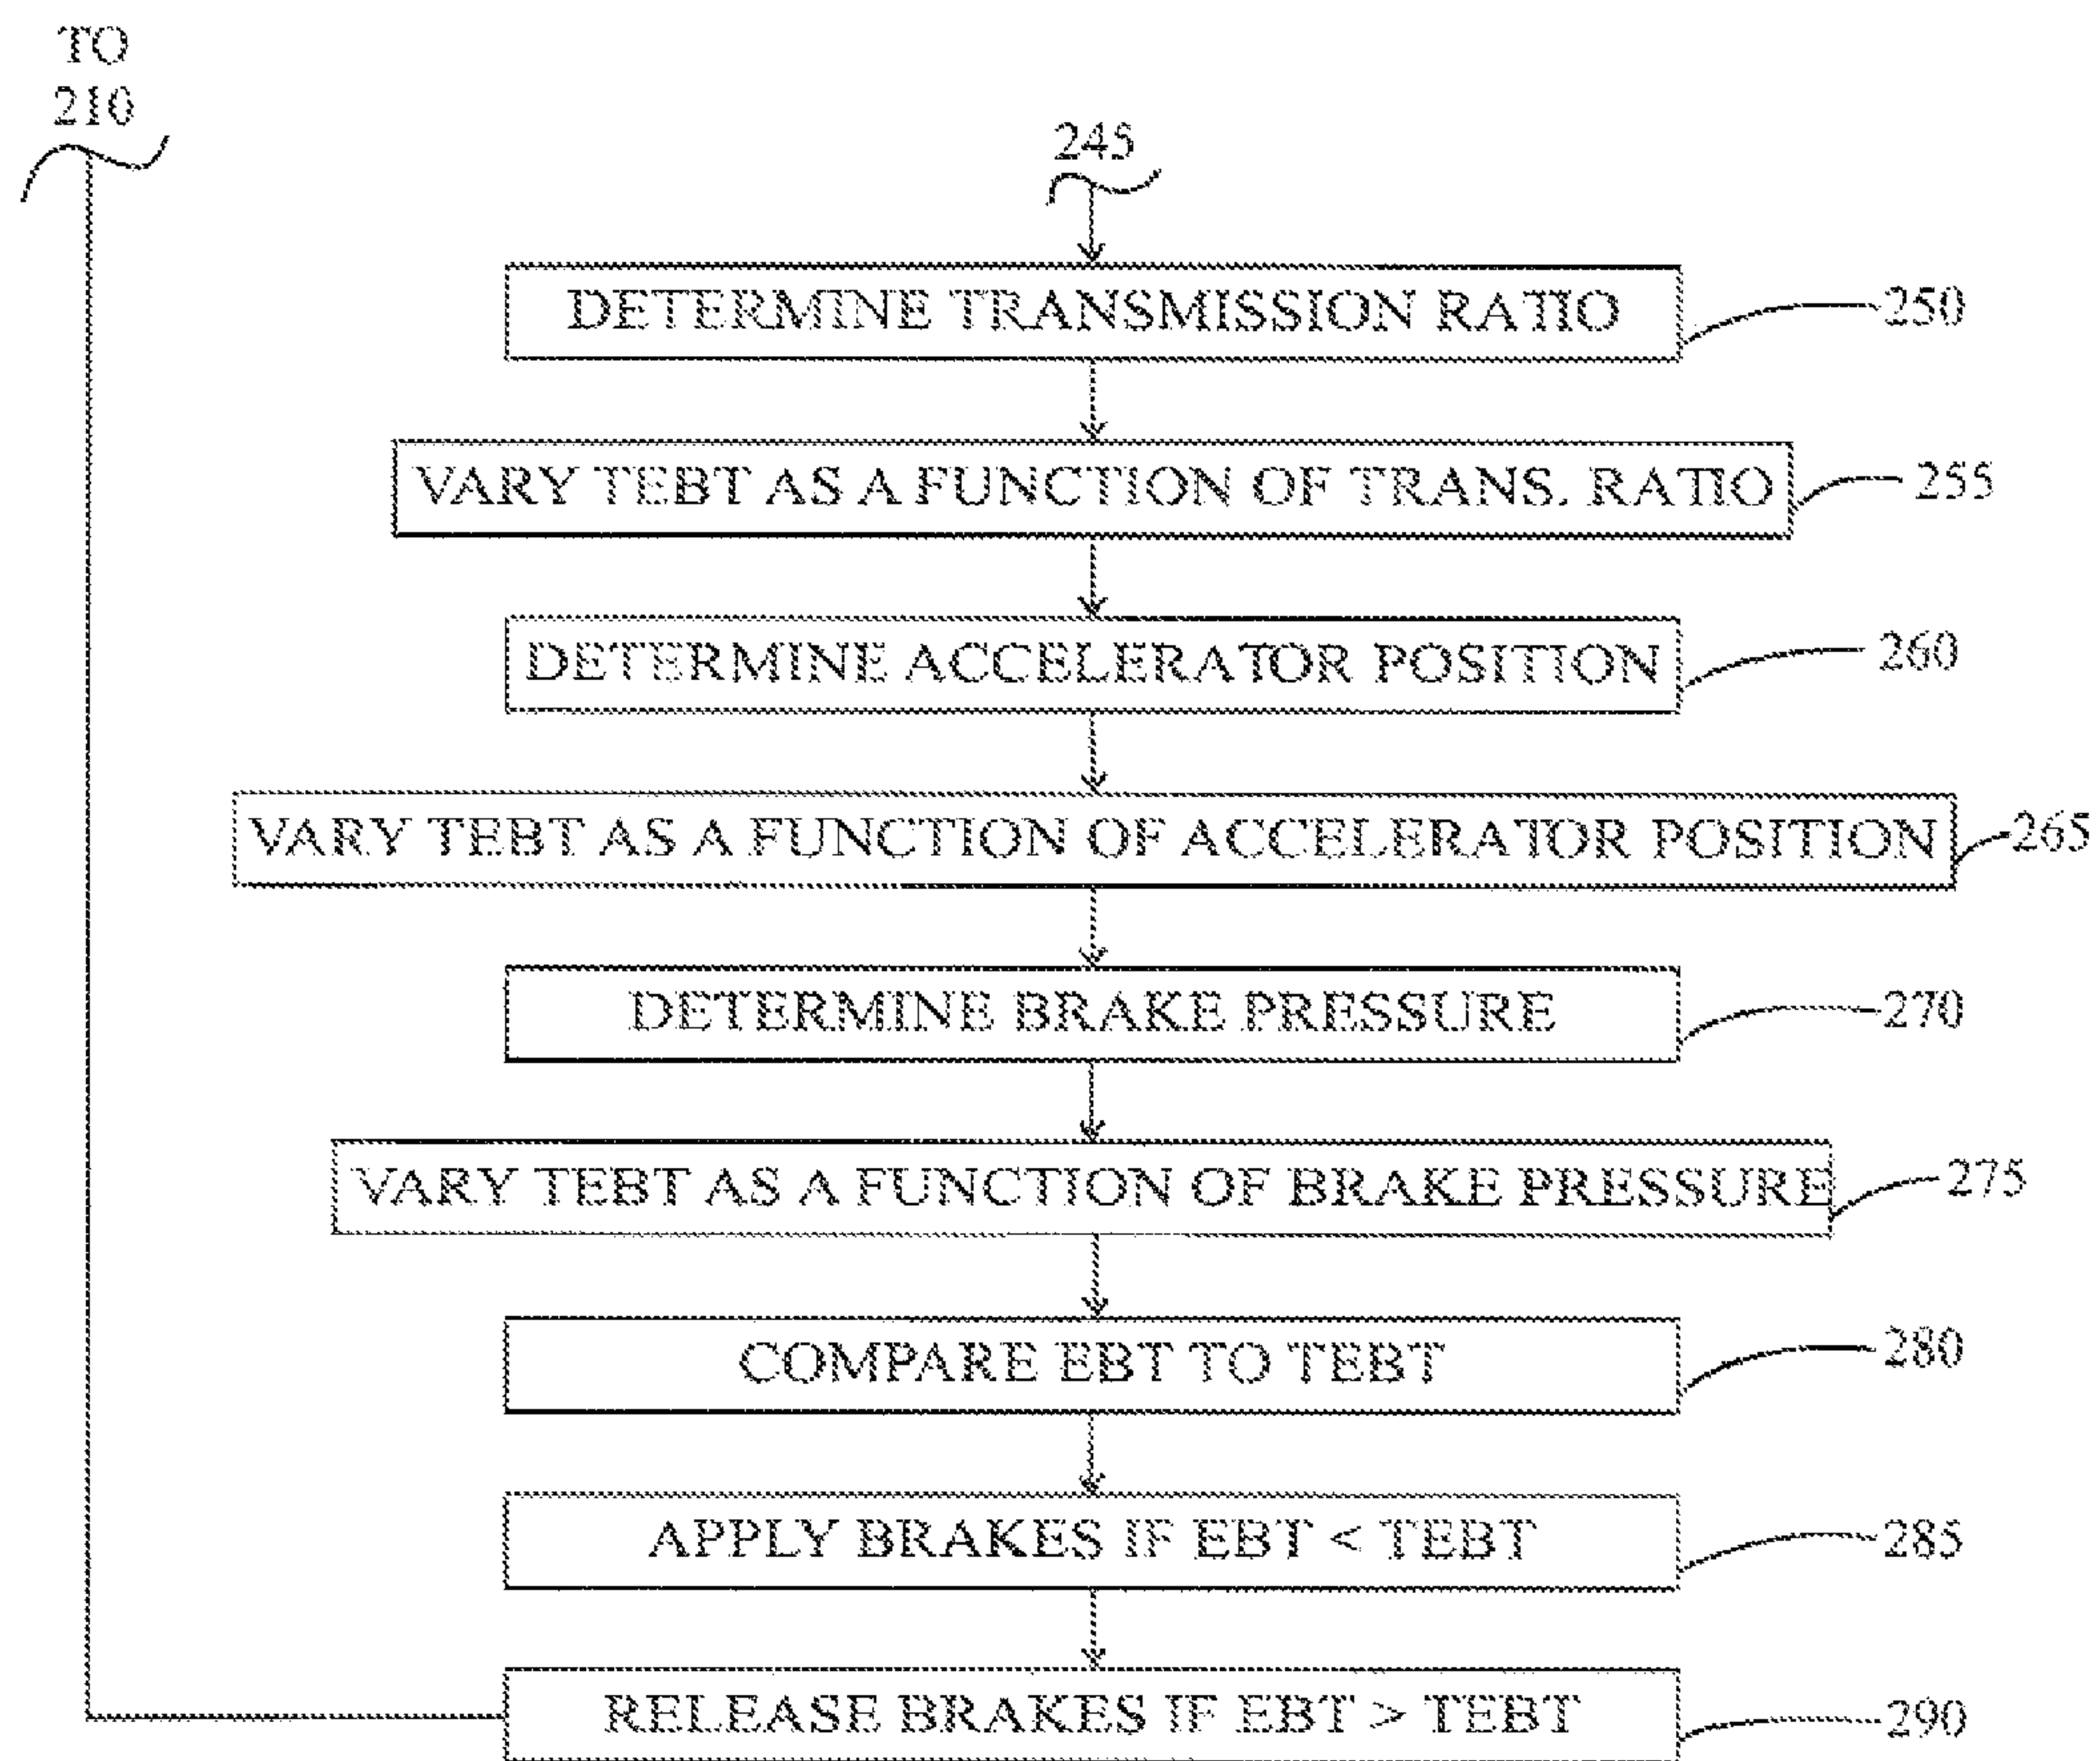 TO
210
245
DETERMINE TRANSMISSION RATIO
250
VARY TEBT AS A FUNCTION OF TRANS. RATIO
255
DETERMINE ACCELERATOR POSITION
260
VARY TEBT AS A FUNCTION OF ACCELERATOR POSITION
265
DETERMINE BRAKE PRESSURE
270
VARY TEBT AS A FUNCTION OF BRAKE PRESSURE
275
COMPARE EBT TO TEBT
280
APPLY BRAKES IF EBT < TEBT
285
RELEASE BRAKES IF EBT > TEBT
290